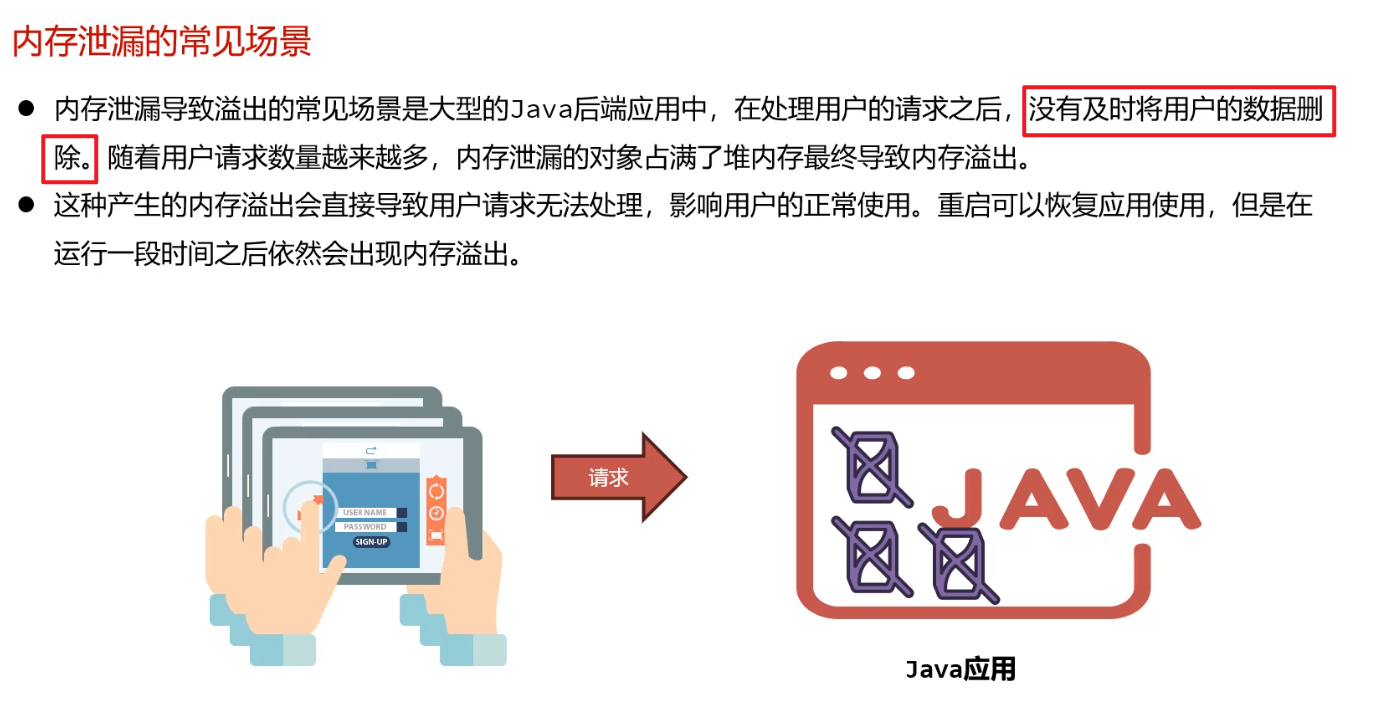 内存泄漏的常见场景
● 内存泄漏导致溢出的常见场景是大型的Java后端应用中，在处理用户的请求之后，没有及时将用户的数据删
除。随着用户请求数量越来越多，内存泄漏的对象占满了堆内存最终导致内存溢出。
● 这种产生的内存溢出会直接导致用户请求无法处理，影响用户的正常使用。重启可以恢复应用使用，但是在
运行一段时间之后依然会出现内存溢出。
USER NAME
PASSWORD
SIGN-UP
请求
JAVA
Java应用